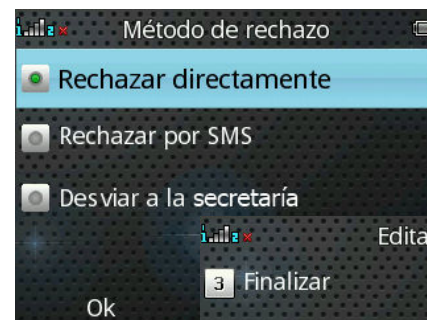 Método de rechazo
Rechazar directamente
Rechazar por SMS
Desviar a la secretaría
Edita
3 Finalizar
Ok